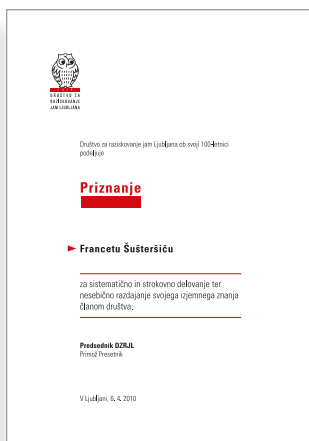 DRUŠTVO ZA
RAZISKOVANJE
JAM LJUBLJANA
Društvo za raziskovanje jam Ljubljana ob svoji 100-letnici
podeljuje
Priznanje
Francetu Šušteršiču
za sistematično in strokovno delovanje ter
nesebično razdajanje svojega izjemnega znanja
članom društva.
Predsednik DZRJL
Primož Presetnik
V Ljubljani, 6. 4. 2010